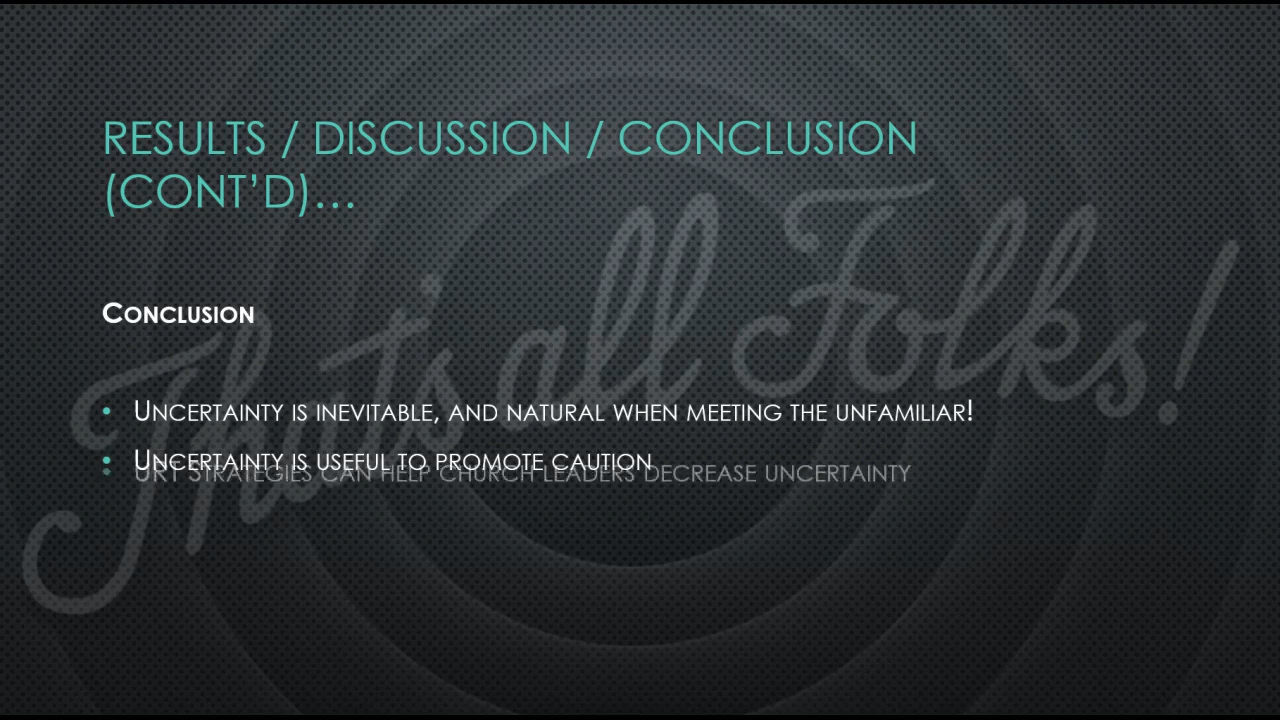 RESULTS / DISCUSSION / CONCLUSION
(CONT'D)…
CONCLUSION
• UNCERTAINTY IS INEVITABLE, AND NATURAL WHEN MEETING THE UNFAMILIAR!
• UNCERTAINTY IS USEFUL TO PROMOTE CAUTION
• URT STRATEGIES CAN HELP CHURCH LEADERS DECREASE UNCERTAINTY
That's all Folks!